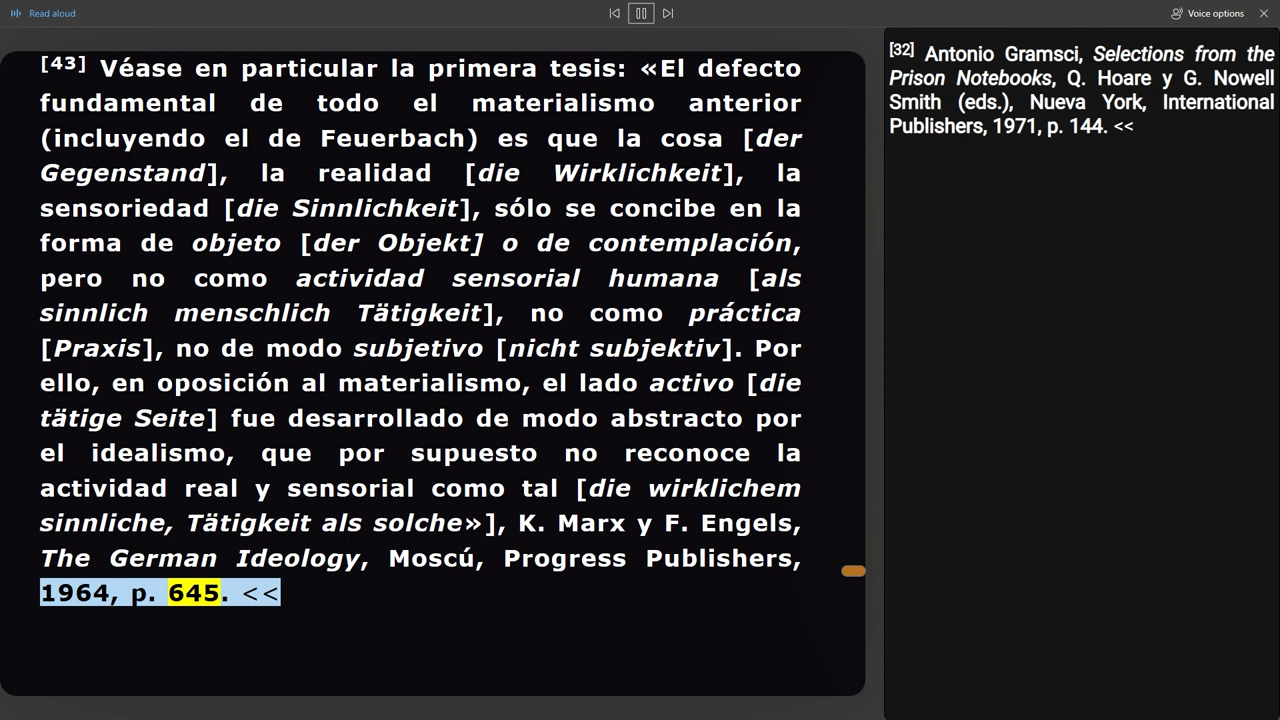 Read aloud
Voice options
[43] Véase en particular la primera tesis: «El defecto
fundamental de todo el materialismo anterior
(incluyendo el de Feuerbach) es que la cosa [der
Gegenstand], la realidad [die Wirklichkeit], la
sensoriedad [die Sinnlichkeit], sólo se concibe en la
forma de objeto [der Objekt] o de contemplación,
pero no como actividad sensorial humana [als
sinnlich menschlich Tätigkeit], no como práctica
[Praxis], no de modo subjetivo [nicht subjektiv]. Por
ello, en oposición al materialismo, el lado activo [die
tätige Seite] fue desarrollado de modo abstracto por
el idealismo, que por supuesto no reconoce la
actividad real y sensorial como tal [die wirklichem
sinnliche, Tätigkeit als solche»], K. Marx y F. Engels,
The German Ideology, Moscú, Progress Publishers,
1964, p. 645. <<
[32] Antonio Gramsci, Selections from the
Prison Notebooks, Q. Hoare y G. Nowell
Smith (eds.), Nueva York, International
Publishers, 1971, p. 144. <<